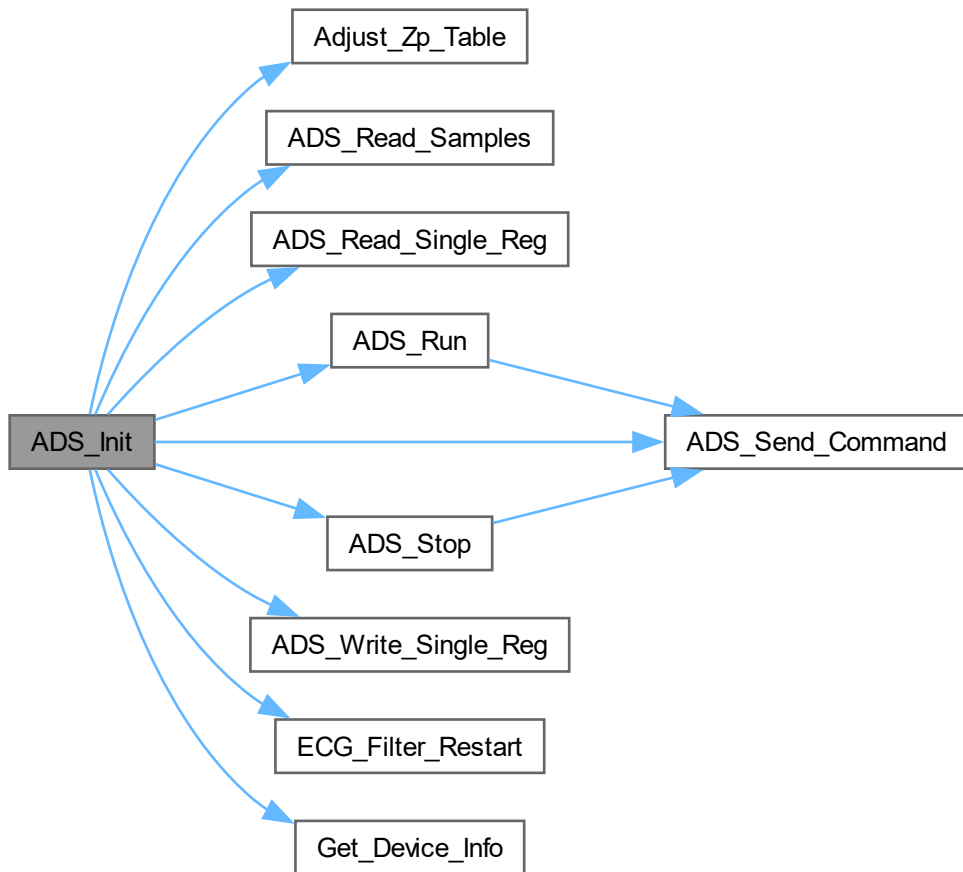 Adjust_Zp_Table
ADS_Read_Samples
ADS_Read_Single_Reg
ADS_Run
ADS_Init
ADS_Send_Command
ADS_Stop
ADS_Write_Single_Reg
ECG_Filter_Restart
Get_Device_Info